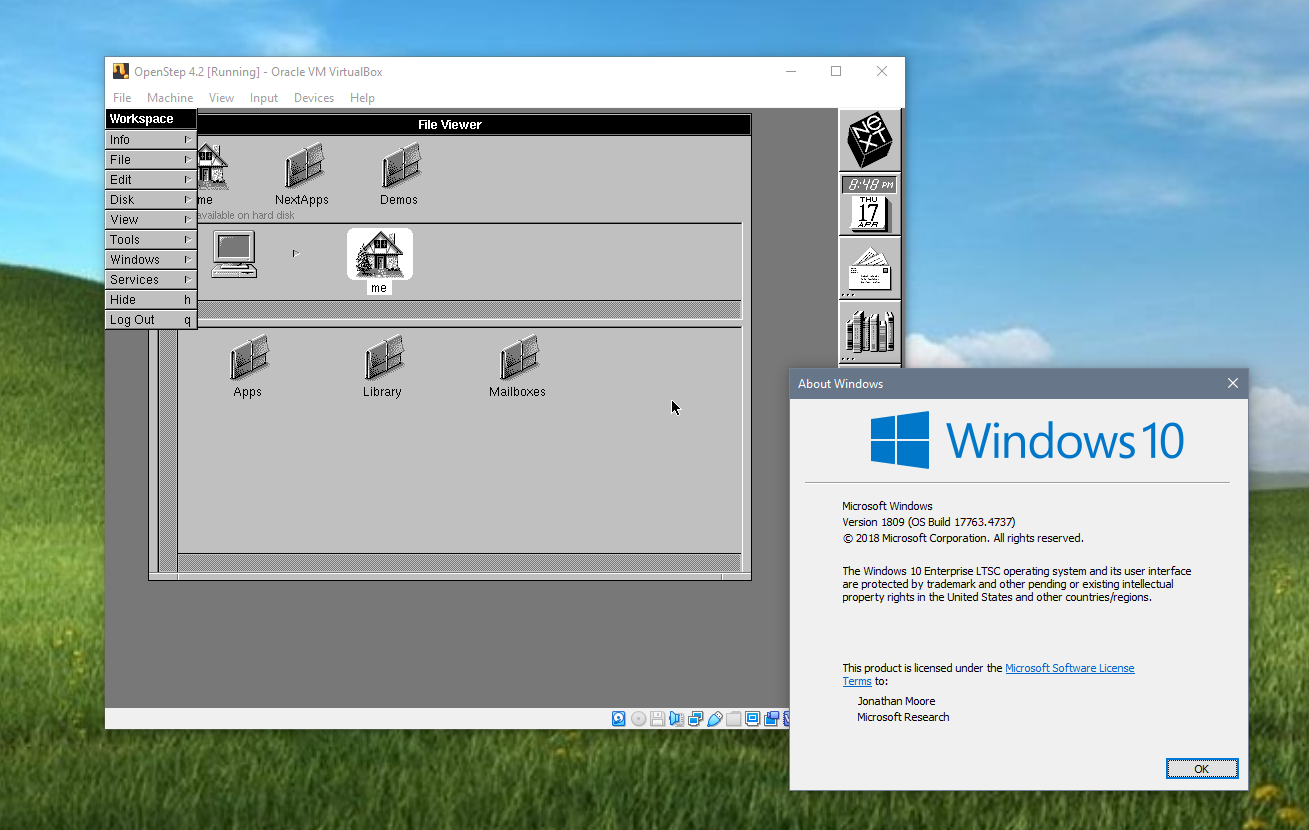 OpenStep 4.2 [Running] - Oracle VM VirtualBox
File Machine View Input Devices Help
Workspace
Info
File
Edit
Disk
View
Tools
Windows
Services
Hide h
Log Out q
File Viewer
me NextApps Demos
available on hard disk
me
Apps Library Mailboxes
NeXT
8:48 PM
THU
17
APR
About Windows
Windows 10
Microsoft Windows
Version 1809 (OS Build 17763.4737)
© 2018 Microsoft Corporation. All rights reserved.
The Windows 10 Enterprise LTSC operating system and its user interface
are protected by trademark and other pending or existing intellectual
property rights in the United States and other countries/regions.
This product is licensed under the Microsoft Software License
Terms to:
Jonathan Moore
Microsoft Research
OK